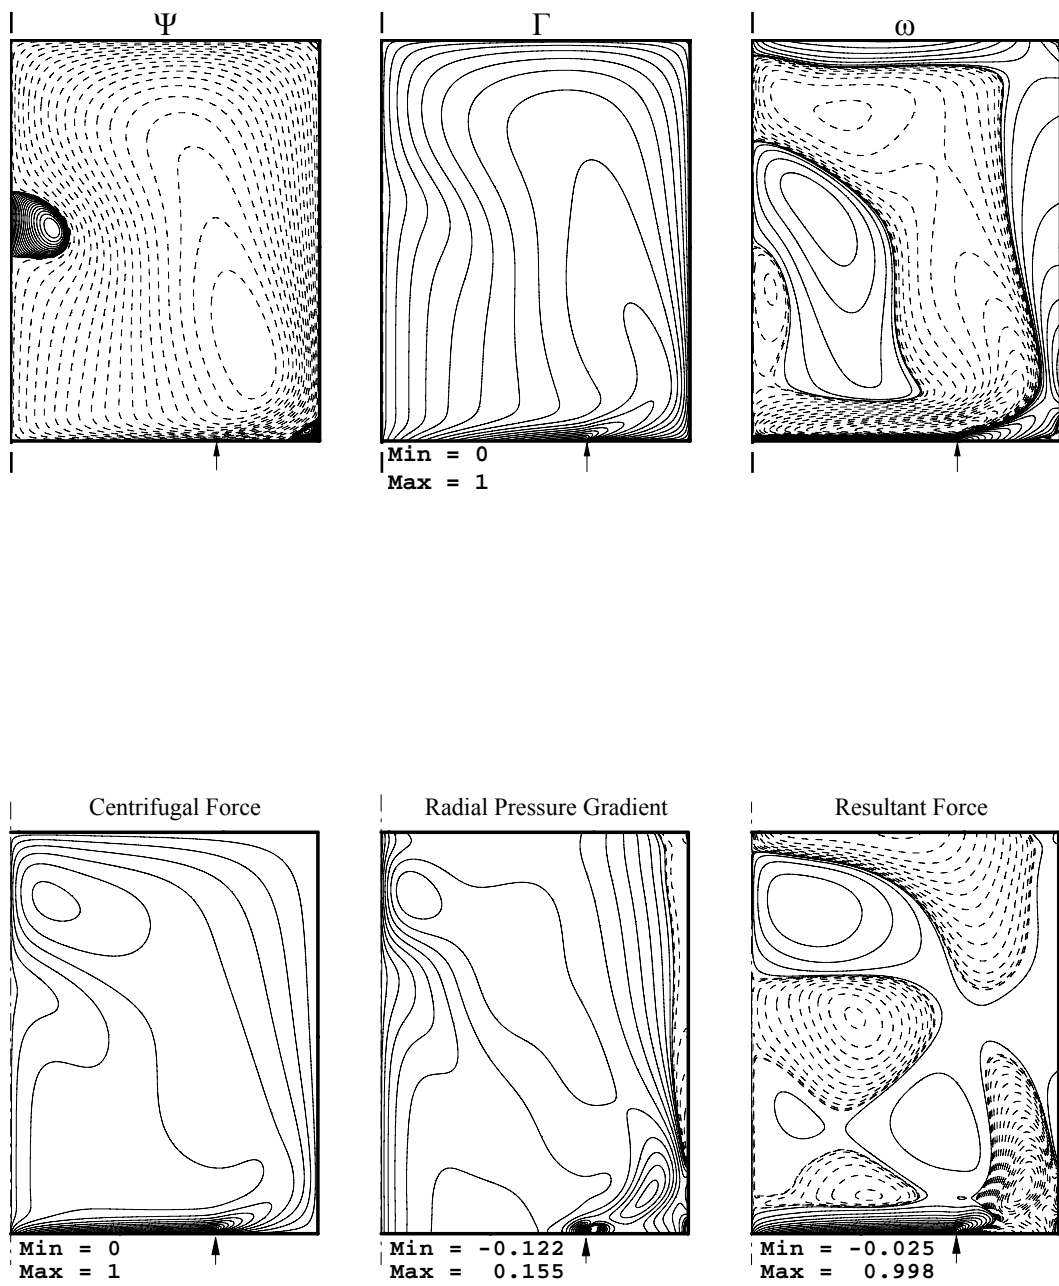 Ψ Γ ω
Min = 0
Max = 1
Centrifugal Force Radial Pressure Gradient Resultant Force
Min = 0 Min = -0.122 Min = -0.025
Max = 1 Max = 0.155 Max = 0.998